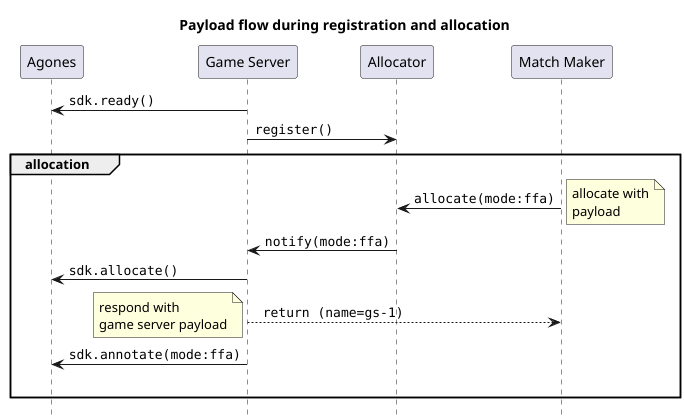 Payload flow during registration and allocation
Agones
Game Server
Allocator
Match Maker
sdk.ready()
register()
allocation
allocate(mode:ffa)
allocate with
payload
notify(mode:ffa)
sdk.allocate()
respond with
game server payload
return (name=gs-1)
sdk.annotate(mode:ffa)